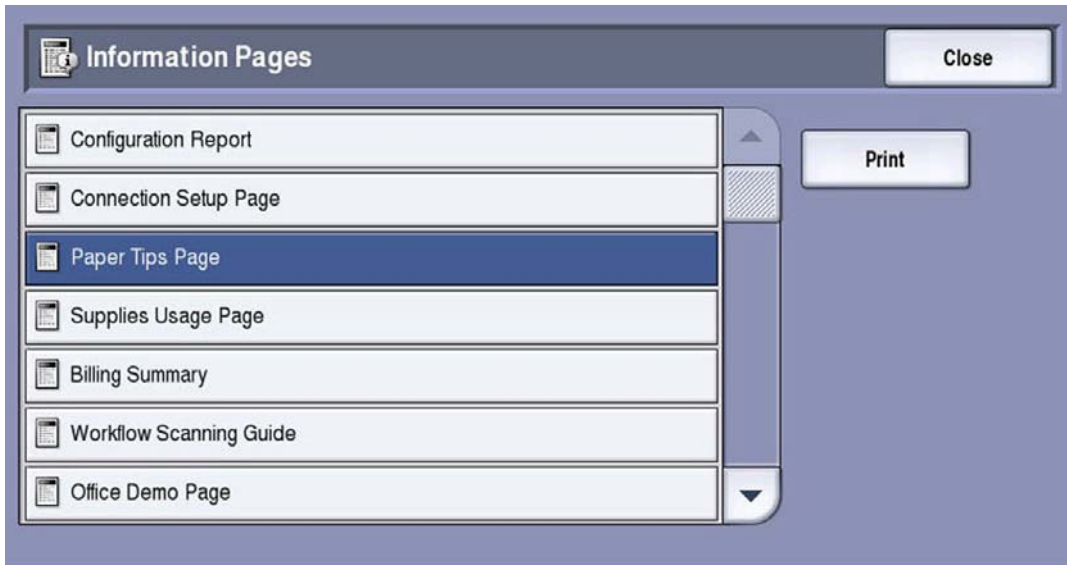 Information Pages
Close
Configuration Report
Print
Connection Setup Page
Paper Tips Page
Supplies Usage Page
Billing Summary
Workflow Scanning Guide
Office Demo Page